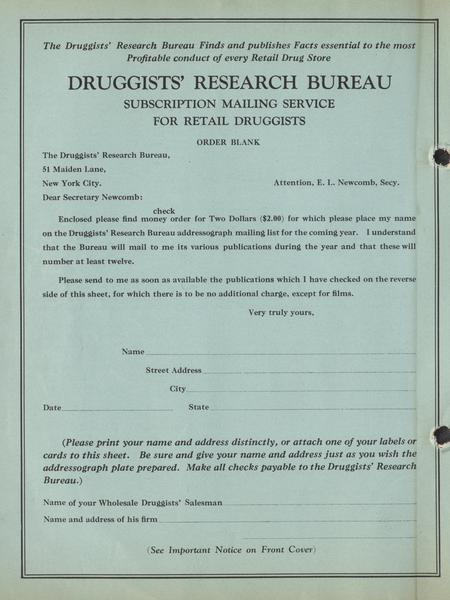 The Druggists' Research Bureau Finds and publishes Facts essential to the most
Profitable conduct of every Retail Drug Store
DRUGGISTS' RESEARCH BUREAU
SUBSCRIPTION MAILING SERVICE
FOR RETAIL DRUGGISTS
ORDER BLANK
The Druggists' Research Bureau,
51 Maiden Lane,
New York City. Attention, E. L. Newcomb, Secy.
Dear Secretary Newcomb:
check
Enclosed please find money order for Two Dollars ($2.00) for which please place my name
on the Druggists' Research Bureau addressograph mailing list for the coming year. I understand
that the Bureau will mail to me its various publications during the year and that these will
number at least twelve.
Please send to me as soon as available the publications which I have checked on the reverse
side of this sheet, for which there is to be no additional charge, except for films.
Very truly yours,
Name
Street Address
City
Date State
(Please print your name and address distinctly, or attach one of your labels or
cards to this sheet. Be sure and give your name and address just as you wish the
addressograph plate prepared. Make all checks payable to the Druggists' Research
Bureau.)
Name of your Wholesale Druggists' Salesman
Name and address of his firm
(See Important Notice on Front Cover)